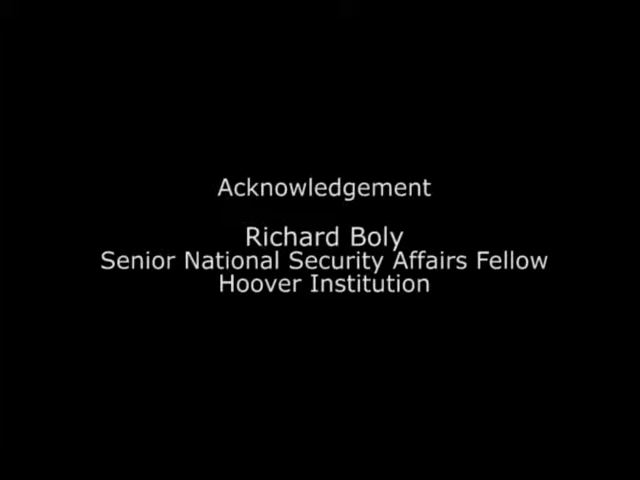 Acknowledgement
Richard Boly
Senior National Security Affairs Fellow
Hoover Institution